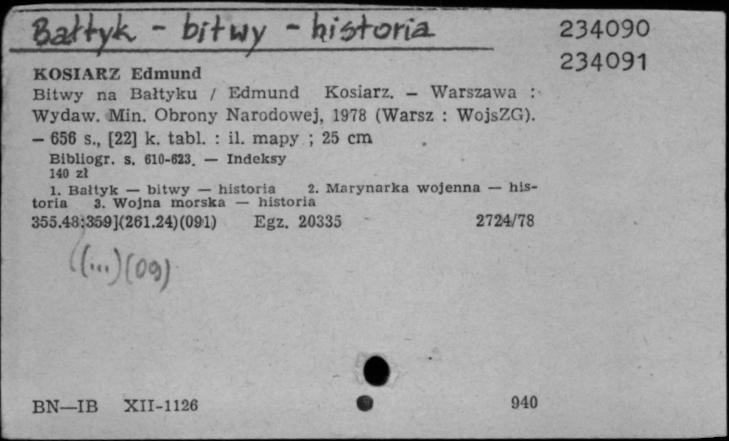 Bałtyk - bitwy - historia
234090
234091
KOSIARZ Edmund
Bitwy na Bałtyku / Edmund Kosiarz. — Warszawa :
Wydaw. Min. Obrony Narodowej, 1978 (Warsz : WojsZG).
— 656 s., [22] k. tabl. : il. mapy ; 25 cm
Bibliogr. s. 610-623. — Indeksy
140 zł
1. Bałtyk — bitwy — historia 2. Marynarka wojenna — his-
toria 3. Wojna morska — historia
355.48:359](261.24)(091) Egz. 20335 2724/78
((...)(09)
BN—IB XII-1126 940